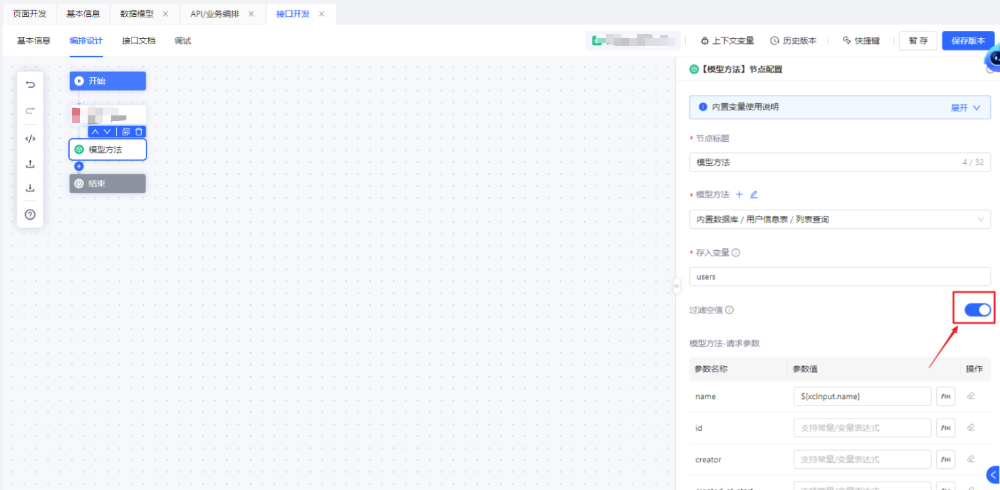 页面开发 基本信息 数据模型 API/业务编排 接口开发
基本信息 编排设计 接口文档 调试 上下文变量 历史版本 快捷键 暂存 保存版本
开始
模型方法
结束
【模型方法】节点配置
内置变量使用说明 展开
* 节点标题
模型方法 4 / 32
* 模型方法
内置数据库 / 用户信息表 / 列表查询
* 存入变量
users
过滤空值
模型方法-请求参数
参数名称 参数值 操作
name ${xcInput.name} f(x)
id 支持常量/变量表达式 f(x)
creator 支持常量/变量表达式 f(x)